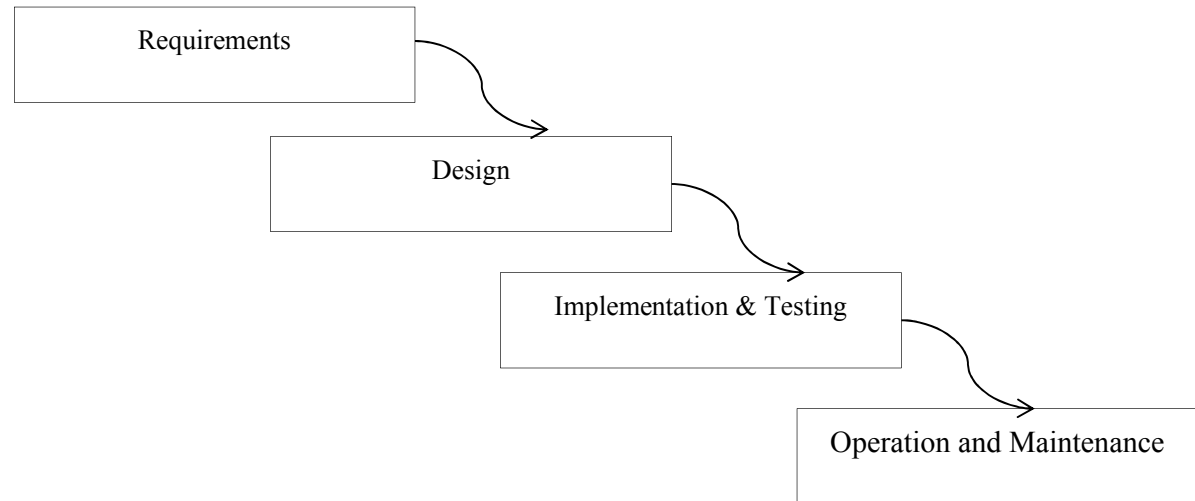 Requirements
Design
Implementation & Testing
Operation and Maintenance